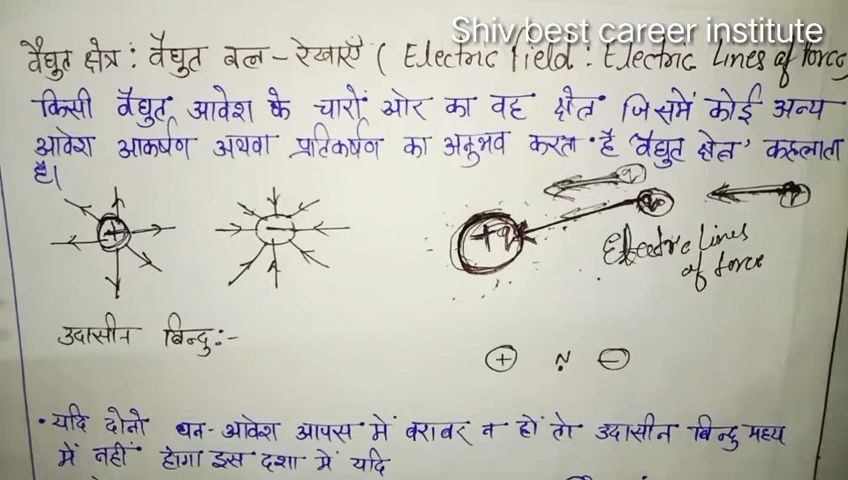 Shiv best career institute
वैद्युत क्षेत्र : वैद्युत बल - रेखाएँ ( Electric field : Electric Lines of force)
किसी वैद्युत आवेश के चारों ओर का वह क्षेत्र जिसमें कोई अन्य
आवेश आकर्षण अथवा प्रतिकर्षण का अनुभव करता है 'वैद्युत क्षेत्र' कहलाता
है।
+
-
+q
Electric Lines
of force
उदासीन बिन्दु :-
+ N -
• यदि दोनो धन - आवेश आपस में बराबर न हों तो उदासीन बिन्दु मध्य
में नहीं होगा इस दशा में यदि